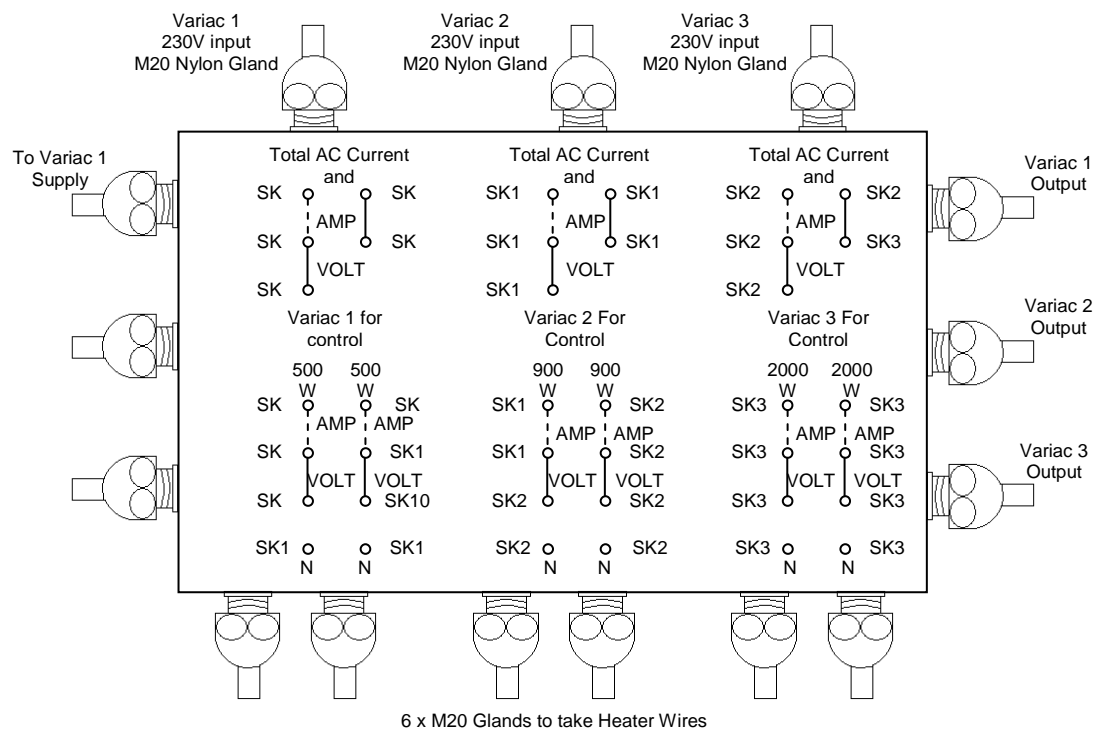 Variac 1
230V input
M20 Nylon Gland
Variac 2
230V input
M20 Nylon Gland
Variac 3
230V input
M20 Nylon Gland
To Variac 1
Supply
Total AC Current
and
SK SK
AMP
SK SK
VOLT
SK
Total AC Current
and
SK1 SK1
AMP
SK1 SK1
VOLT
SK1
Total AC Current
and
SK2 SK2
AMP
SK2 SK3
VOLT
SK2
Variac 1
Output
Variac 2
Output
Variac 3
Output
Variac 1 for
control
500 500
W W
SK SK
AMP AMP
SK SK1
VOLT VOLT
SK SK10
SK1 SK1
N N
Variac 2 For
Control
900 900
W W
SK1 SK2
AMP AMP
SK1 SK2
VOLT VOLT
SK2 SK2
SK2 SK2
N N
Variac 3 For
Control
2000 2000
W W
SK3 SK3
AMP AMP
SK3 SK3
VOLT VOLT
SK3 SK3
SK3 SK3
N N
6 x M20 Glands to take Heater Wires